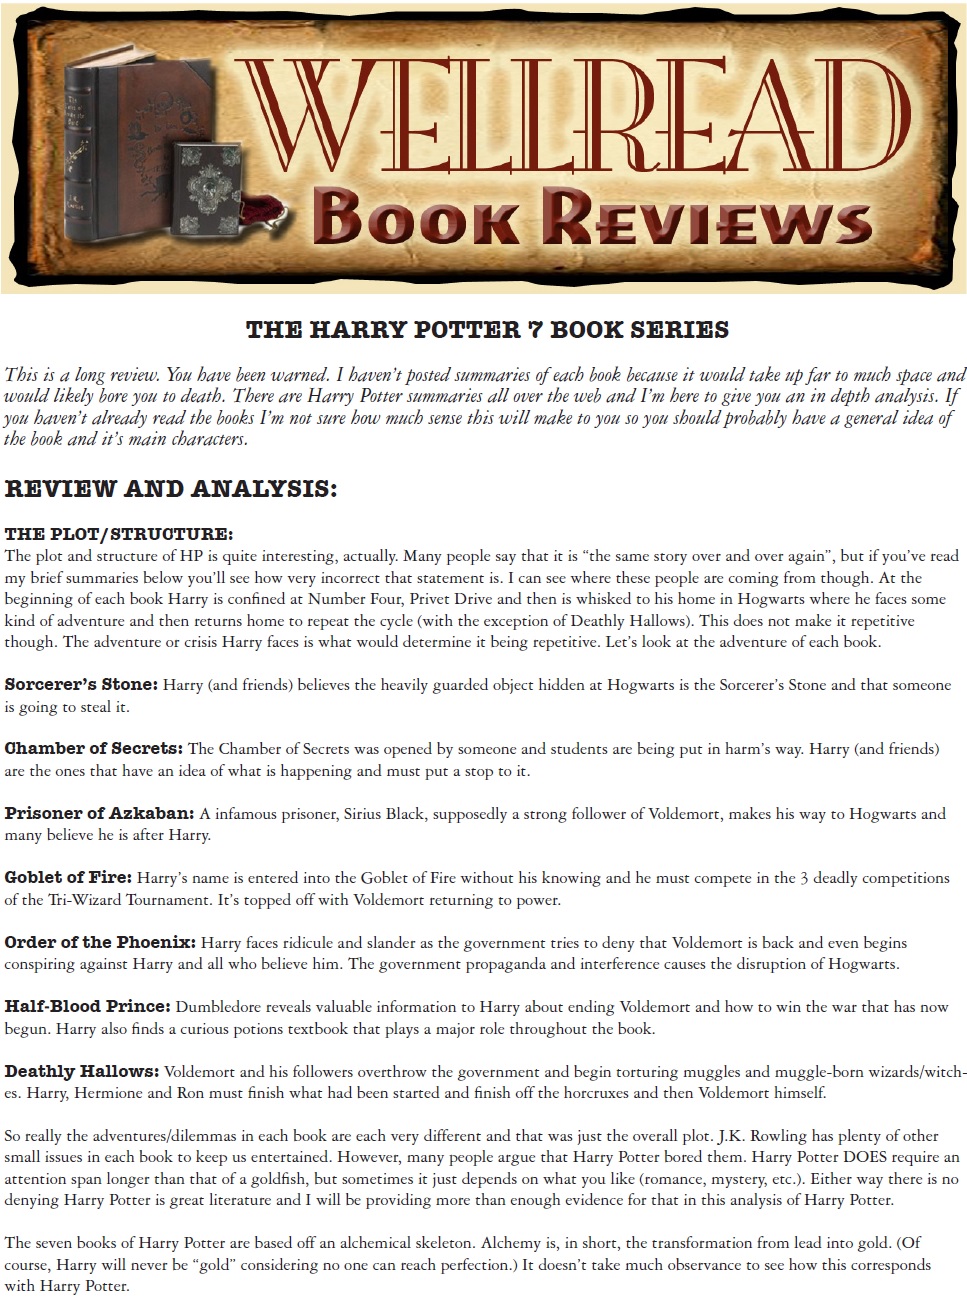 WELLREAD
BOOK REVIEWS
THE HARRY POTTER 7 BOOK SERIES
This is a long review. You have been warned. I haven't posted summaries of each book because it would take up far to much space and
would likely bore you to death. There are Harry Potter summaries all over the web and I'm here to give you an in depth analysis. If
you haven't already read the books I'm not sure how much sense this will make to you so you should probably have a general idea of
the book and it's main characters.
REVIEW AND ANALYSIS:
THE PLOT/STRUCTURE:
The plot and structure of HP is quite interesting, actually. Many people say that it is “the same story over and over again”, but if you've read
my brief summaries below you'll see how very incorrect that statement is. I can see where these people are coming from though. At the
beginning of each book Harry is confined at Number Four, Privet Drive and then is whisked to his home in Hogwarts where he faces some
kind of adventure and then returns home to repeat the cycle (with the exception of Deathly Hallows). This does not make it repetitive
though. The adventure or crisis Harry faces is what would determine it being repetitive. Let's look at the adventure of each book.
Sorcerer's Stone: Harry (and friends) believes the heavily guarded object hidden at Hogwarts is the Sorcerer's Stone and that someone
is going to steal it.
Chamber of Secrets: The Chamber of Secrets was opened by someone and students are being put in harm's way. Harry (and friends)
are the ones that have an idea of what is happening and must put a stop to it.
Prisoner of Azkaban: A infamous prisoner, Sirius Black, supposedly a strong follower of Voldemort, makes his way to Hogwarts and
many believe he is after Harry.
Goblet of Fire: Harry's name is entered into the Goblet of Fire without his knowing and he must compete in the 3 deadly competitions
of the Tri-Wizard Tournament. It's topped off with Voldemort returning to power.
Order of the Phoenix: Harry faces ridicule and slander as the government tries to deny that Voldemort is back and even begins
conspiring against Harry and all who believe him. The government propaganda and interference causes the disruption of Hogwarts.
Half-Blood Prince: Dumbledore reveals valuable information to Harry about ending Voldemort and how to win the war that has now
begun. Harry also finds a curious potions textbook that plays a major role throughout the book.
Deathly Hallows: Voldemort and his followers overthrow the government and begin torturing muggles and muggle-born wizards/witch-
es. Harry, Hermione and Ron must finish what had been started and finish off the horcruxes and then Voldemort himself.
So really the adventures/dilemmas in each book are each very different and that was just the overall plot. J.K. Rowling has plenty of other
small issues in each book to keep us entertained. However, many people argue that Harry Potter bored them. Harry Potter DOES require an
attention span longer than that of a goldfish, but sometimes it just depends on what you like (romance, mystery, etc.). Either way there is no
denying Harry Potter is great literature and I will be providing more than enough evidence for that in this analysis of Harry Potter.
The seven books of Harry Potter are based off an alchemical skeleton. Alchemy is, in short, the transformation from lead into gold. (Of
course, Harry will never be “gold” considering no one can reach perfection.) It doesn't take much observance to see how this corresponds
with Harry Potter.